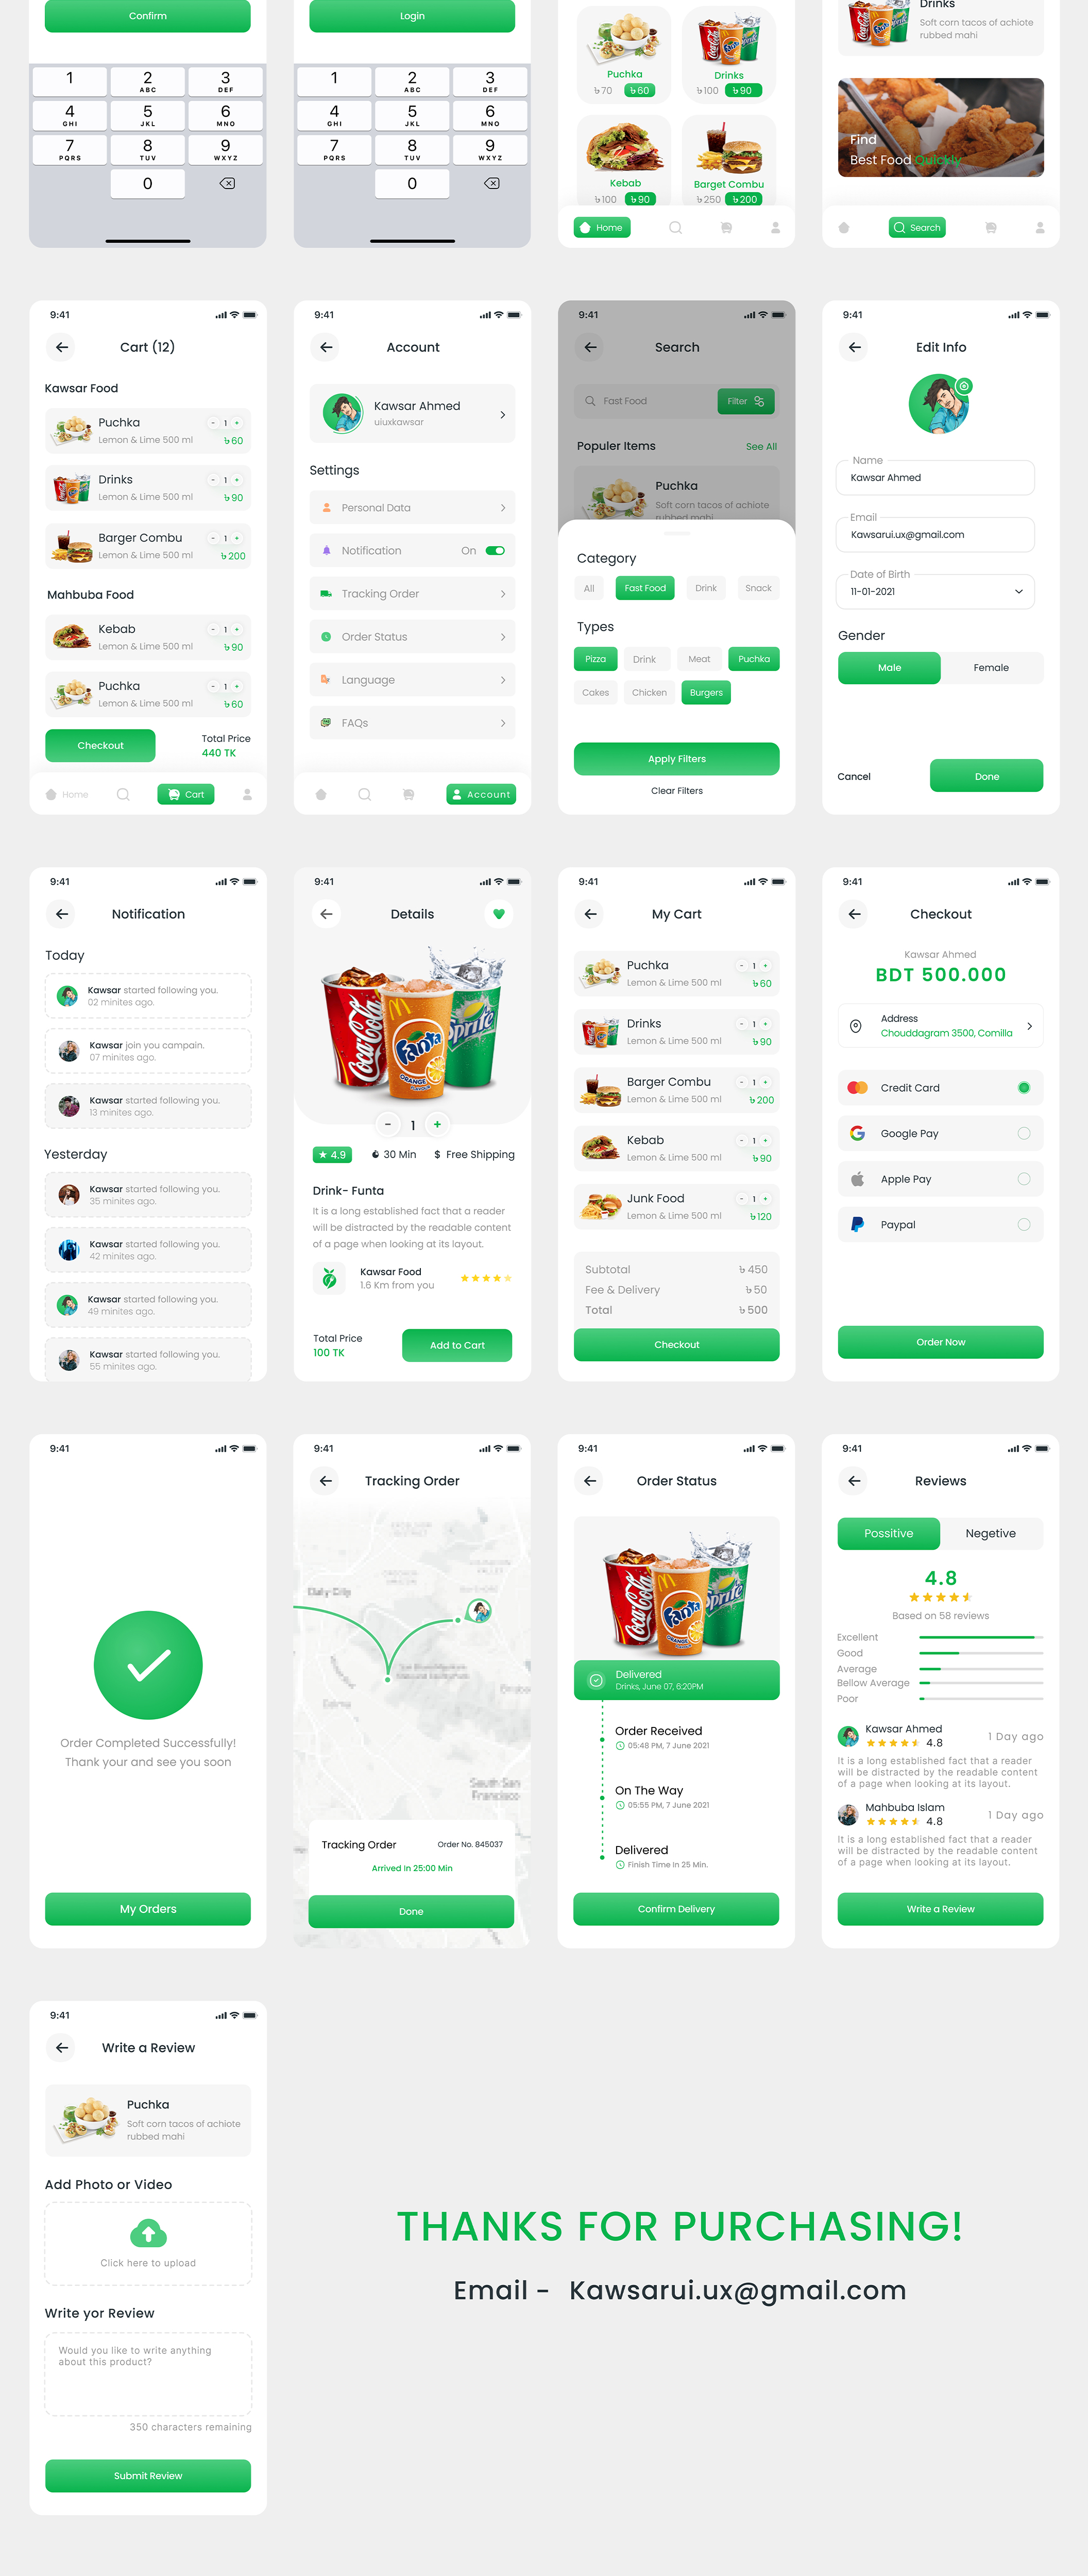 Confirm
1
2
ABC
3
DEF
4
GHI
5
JKL
6
MNO
7
PQRS
8
TUV
9
WXYZ
0
Login
1
2
ABC
3
DEF
4
GHI
5
JKL
6
MNO
7
PQRS
8
TUV
9
WXYZ
0
Puchka
৳ 70 ৳ 60
Drinks
৳ 100 ৳ 90
Kebab
৳ 100 ৳ 90
Barget Combu
৳ 250 ৳ 200
Home
Drinks
Soft corn tacos of achiote
rubbed mahi
Find
Best Food Quickly
Search
9:41
Cart (12)
Kawsar Food
Puchka - 1 +
Lemon & Lime 500 ml ৳ 60
Drinks - 1 +
Lemon & Lime 500 ml ৳ 90
Barger Combu - 1 +
Lemon & Lime 500 ml ৳ 200
Mahbuba Food
Kebab - 1 +
Lemon & Lime 500 ml ৳ 90
Puchka - 1 +
Lemon & Lime 500 ml ৳ 60
Checkout
Total Price
440 TK
Home
Cart
9:41
Account
Kawsar Ahmed
uiuxkawsar
Settings
Personal Data
Notification On
Tracking Order
Order Status
Language
FAQs
Account
9:41
Search
Fast Food
Filter
Populer Items See All
Puchka
Soft corn tacos of achiote
rubbed mahi
Category
All Fast Food Drink Snack
Types
Pizza Drink Meat Puchka
Cakes Chicken Burgers
Apply Filters
Clear Filters
9:41
Edit Info
Name
Kawsar Ahmed
Email
Kawsarui.ux@gmail.com
Date of Birth
11-01-2021
Gender
Male Female
Cancel Done
9:41
Notification
Today
Kawsar started following you.
02 minites ago.
Kawsar join you campain.
07 minites ago.
Kawsar started following you.
13 minites ago.
Yesterday
Kawsar started following you.
35 minites ago.
Kawsar started following you.
42 minites ago.
Kawsar started following you.
49 minites ago.
Kawsar started following you.
55 minites ago.
9:41
Details
Coca-Cola
Fanta
ORANGE
Sprite
- 1 +
4.9 30 Min $ Free Shipping
Drink- Funta
It is a long established fact that a reader
will be distracted by the readable content
of a page when looking at its layout.
Kawsar Food
1.6 Km from you
Total Price
100 TK
Add to Cart
9:41
My Cart
Puchka - 1 +
Lemon & Lime 500 ml ৳ 60
Drinks - 1 +
Lemon & Lime 500 ml ৳ 90
Barger Combu - 1 +
Lemon & Lime 500 ml ৳ 200
Kebab - 1 +
Lemon & Lime 500 ml ৳ 90
Junk Food - 1 +
Lemon & Lime 500 ml ৳ 120
Subtotal ৳ 450
Fee & Delivery ৳ 50
Total ৳ 500
Checkout
9:41
Checkout
Kawsar Ahmed
BDT 500.000
Address
Chouddagram 3500, Comilla
Credit Card
Google Pay
Apple Pay
Paypal
Order Now
9:41
Order Completed Successfully!
Thank your and see you soon
My Orders
9:41
Tracking Order
Daly City
South San
Francisco
Tracking Order Order No. 845037
Arrived In 25:00 Min
Done
9:41
Order Status
Coca-Cola
Fanta
ORANGE
Sprite
Delivered
Drinks, June 07, 6:20PM
Order Received
05:48 PM, 7 June 2021
On The Way
05:55 PM, 7 June 2021
Delivered
Finish Time In 25 Min.
Confirm Delivery
9:41
Reviews
Possitive Negetive
4.8
Based on 58 reviews
Excellent
Good
Average
Bellow Average
Poor
Kawsar Ahmed
4.8
1 Day ago
It is a long established fact that a reader
will be distracted by the readable content
of a page when looking at its layout.
Mahbuba Islam
4.8
1 Day ago
It is a long established fact that a reader
will be distracted by the readable content
of a page when looking at its layout.
Write a Review
9:41
Write a Review
Puchka
Soft corn tacos of achiote
rubbed mahi
Add Photo or Video
Click here to upload
Write yor Review
Would you like to write anything
about this product?
350 characters remaining
Submit Review
THANKS FOR PURCHASING!
Email - Kawsarui.ux@gmail.com